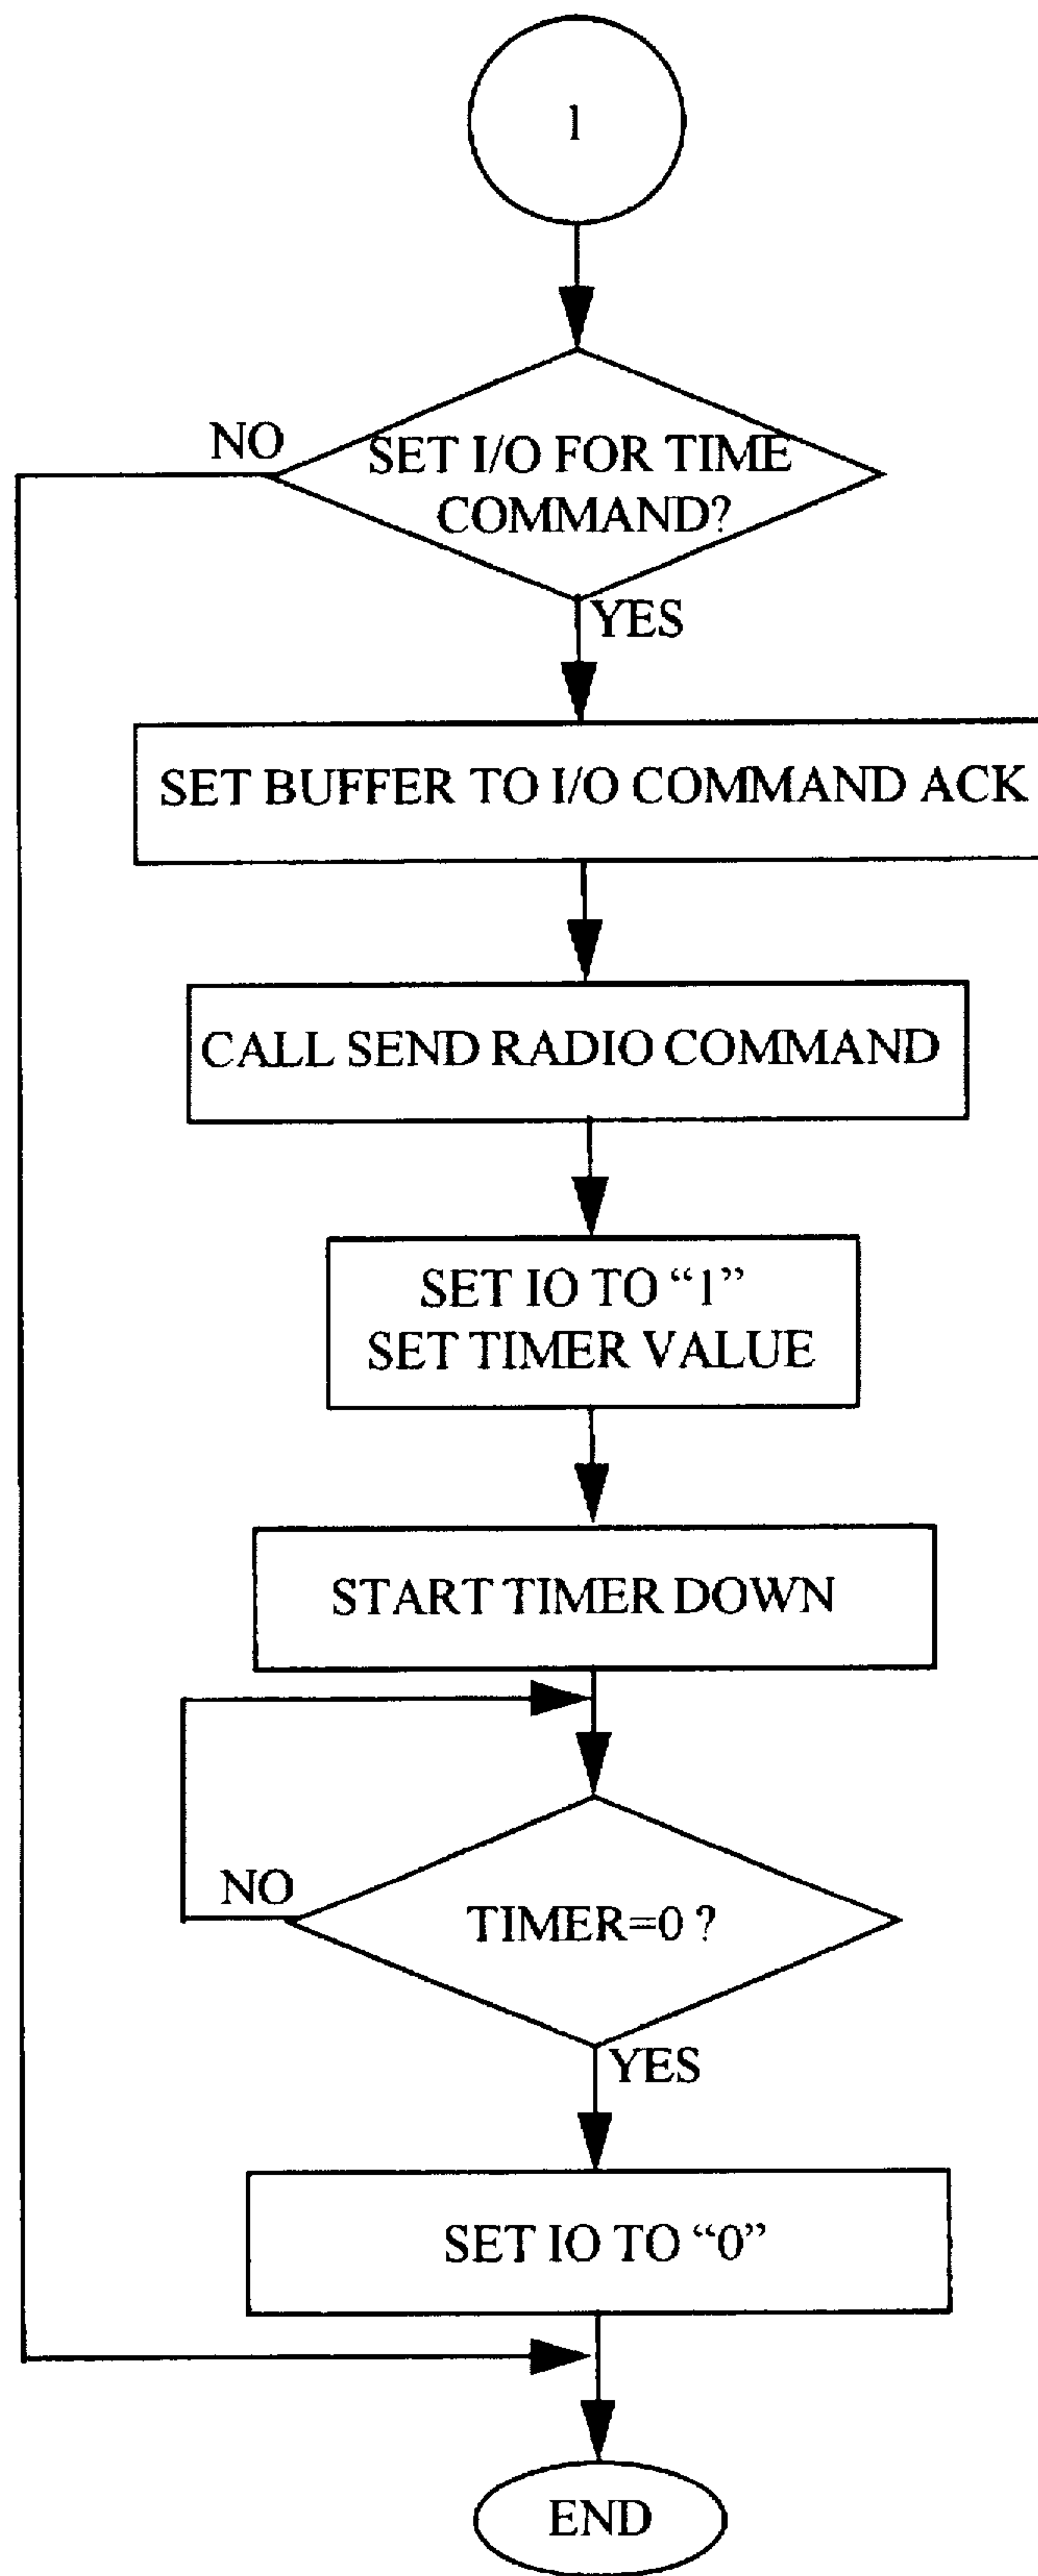 1
NO
SET I/O FOR TIME
COMMAND?
YES
SET BUFFER TO I/O COMMAND ACK
CALL SEND RADIO COMMAND
SET IO TO “1”
SET TIMER VALUE
START TIMER DOWN
NO
TIMER=0 ?
YES
SET IO TO “0”
END